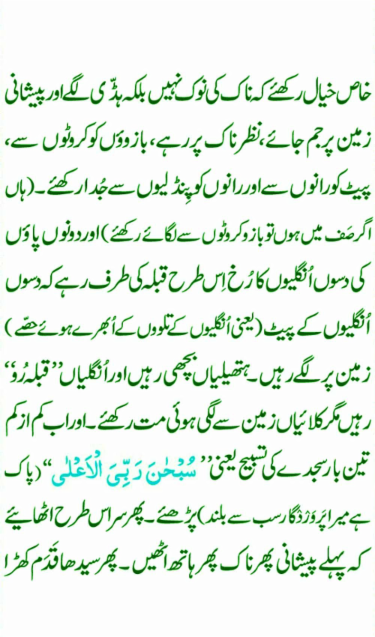 خاص خیال رکھئے کہ ناک کی نوک نہیں بلکہ ہڈّی لگے اور پیشانی
زمین پر جم جائے، نظر ناک پر رہے، بازوؤں کو کروٹوں سے،
پیٹ کو رانوں سے اور رانوں کو پِنڈلیوں سے جُدا رکھئے۔ (ہاں
اگر صَف میں ہوں تو بازو کروٹوں سے لگائے رکھئے) اور دونوں پاؤں
کی دسوں اُنگلیوں کا رُخ اِس طرح قبلہ کی طرف رہے کہ دسوں
اُنگلیوں کے پیٹ (یعنی اُنگلیوں کے تلووں کے اُبھرے ہوئے حصّے)
زمین پر لگے رہیں۔ ہتھیلیاں بچھی رہیں اور اُنگلیاں ’’قبلہ رُو‘‘
رہیں مگر کلائیاں زمین سے لگی ہوئی مت رکھئے۔ اور اب کم از کم
تین بار سجدے کی تسبیح یعنی ’’سُبْحٰنَ رَبِّیَ الْاَعْلٰی‘‘ (پاک
ہے میرا پَروَرْدگار سب سے بلند) پڑھئے۔ پھر سر اس طرح اٹھائیے
کہ پہلے پیشانی پھر ناک پھر ہاتھ اٹھیں۔ پھر سیدھا قَدَم کھڑا